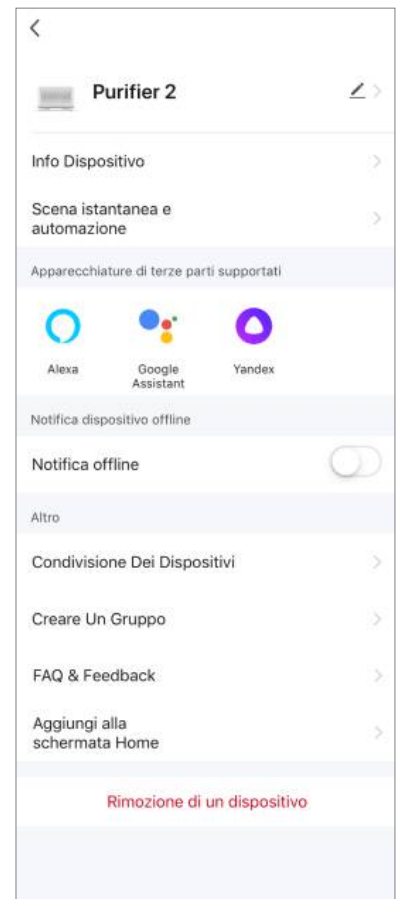 Purifier 2
Info Dispositivo
Scena istantanea e
automazione
Apparecchiature di terze parti supportati
Alexa
Google
Assistant
Yandex
Notifica dispositivo offline
Notifica offline
Altro
Condivisione Dei Dispositivi
Creare Un Gruppo
FAQ & Feedback
Aggiungi alla
schermata Home
Rimozione di un dispositivo